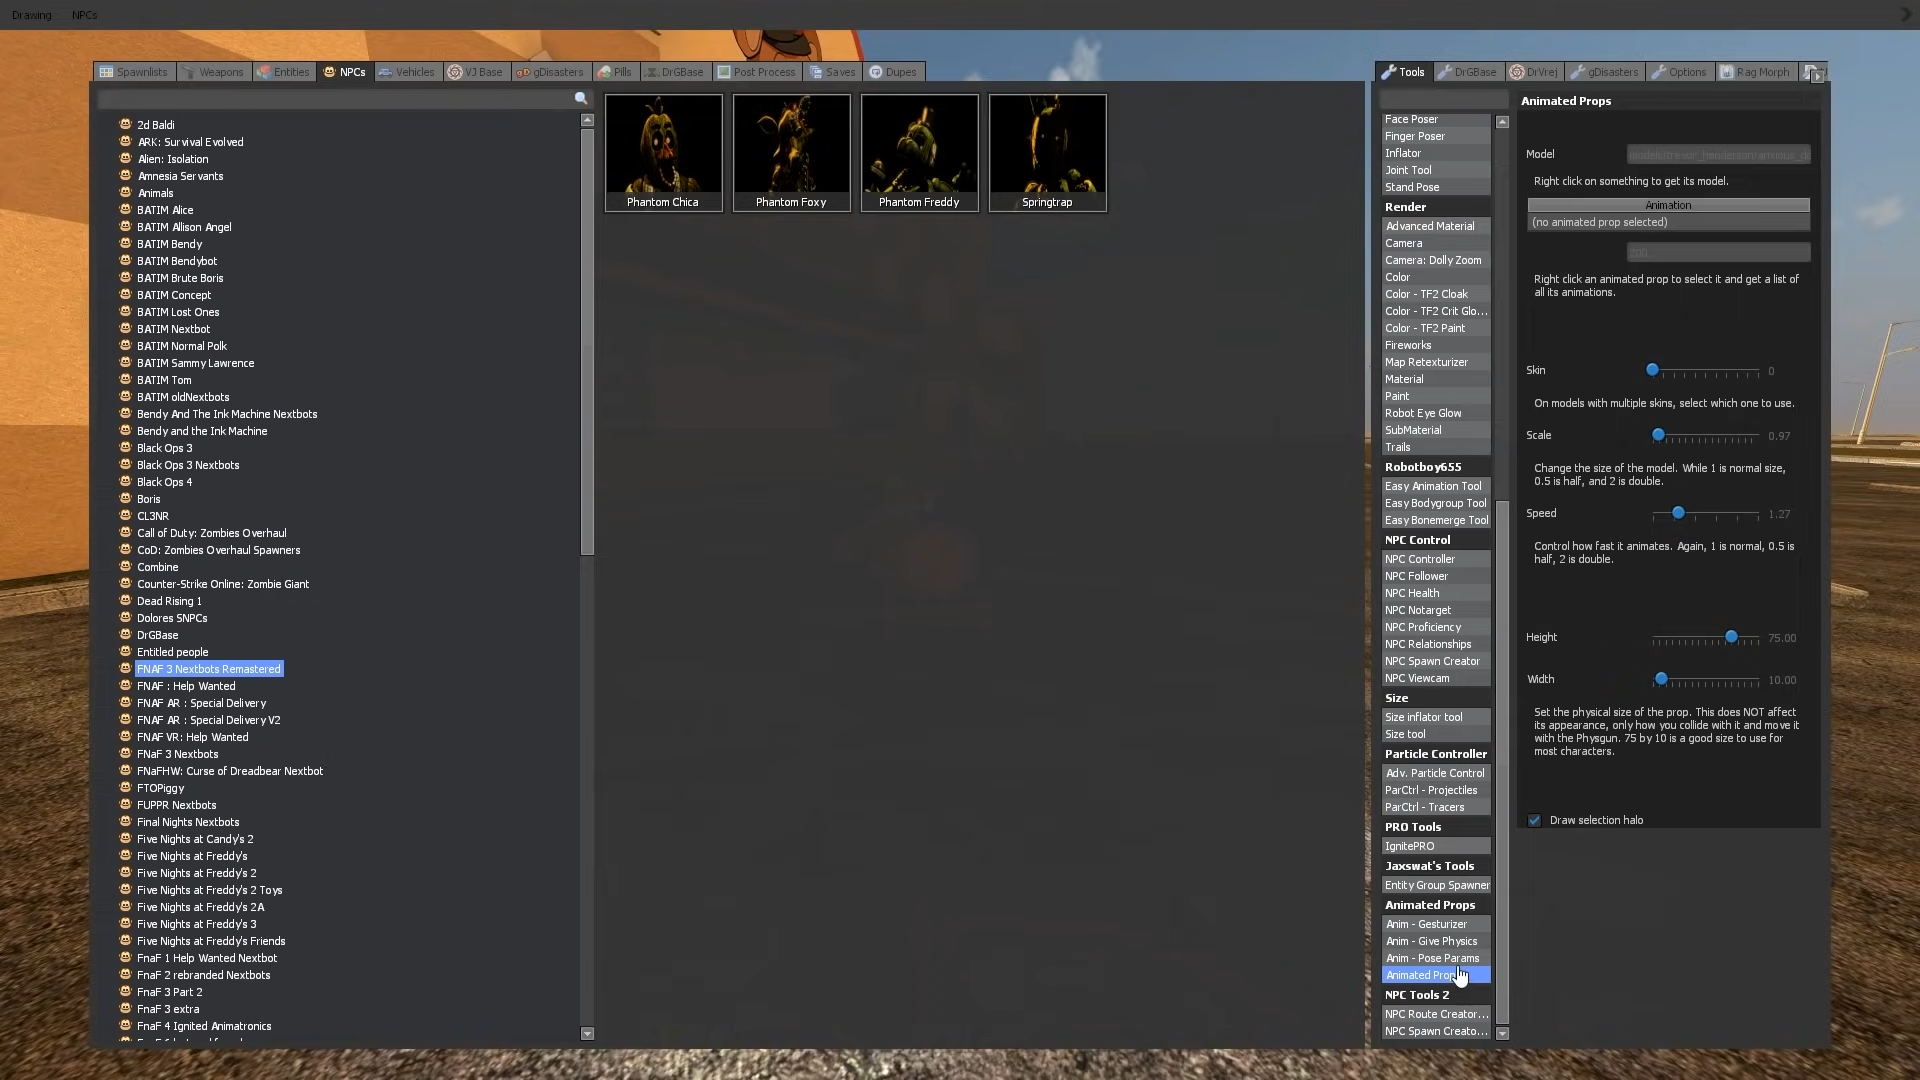 Drawing NPCs
Spawnlists Weapons Entities NPCs Vehicles VJ Base gDisasters Pills DrGBase Post Process Saves Dupes
2d Baldi
ARK: Survival Evolved
Alien: Isolation
Amnesia Servants
Animals
BATIM Alice
BATIM Allison Angel
BATIM Bendy
BATIM Bendybot
BATIM Brute Boris
BATIM Concept
BATIM Lost Ones
BATIM Nextbot
BATIM Normal Polk
BATIM Sammy Lawrence
BATIM Tom
BATIM oldNextbots
Bendy And The Ink Machine Nextbots
Bendy and the Ink Machine
Black Ops 3
Black Ops 3 Nextbots
Black Ops 4
Boris
CL3NR
Call of Duty: Zombies Overhaul
CoD: Zombies Overhaul Spawners
Combine
Counter-Strike Online: Zombie Giant
Dead Rising 1
Dolores SNPCs
DrGBase
Entitled people
FNAF 3 Nextbots Remastered
FNAF : Help Wanted
FNAF AR : Special Delivery
FNAF AR : Special Delivery V2
FNAF VR: Help Wanted
FNaF 3 Nextbots
FNaFHW: Curse of Dreadbear Nextbot
FTOPiggy
FUPPR Nextbots
Final Nights Nextbots
Five Nights at Candy's 2
Five Nights at Freddy's
Five Nights at Freddy's 2
Five Nights at Freddy's 2 Toys
Five Nights at Freddy's 2A
Five Nights at Freddy's 3
Five Nights at Freddy's Friends
FnaF 1 Help Wanted Nextbot
FnaF 2 rebranded Nextbots
FnaF 3 Part 2
FnaF 3 extra
FnaF 4 Ignited Animatronics
Phantom Chica Phantom Foxy Phantom Freddy Springtrap
Tools DrGBase DrVrej gDisasters Options Rag Morph
Face Poser
Finger Poser
Inflator
Joint Tool
Stand Pose
Render
Advanced Material
Camera
Camera: Dolly Zoom
Color
Color - TF2 Cloak
Color - TF2 Crit Glo...
Color - TF2 Paint
Fireworks
Map Retexturizer
Material
Paint
Robot Eye Glow
SubMaterial
Trails
Robotboy655
Easy Animation Tool
Easy Bodygroup Tool
Easy Bonemerge Tool
NPC Control
NPC Controller
NPC Follower
NPC Health
NPC Notarget
NPC Proficiency
NPC Relationships
NPC Spawn Creator
NPC Viewcam
Size
Size inflator tool
Size tool
Particle Controller
Adv. Particle Control
ParCtrl - Projectiles
ParCtrl - Tracers
PRO Tools
IgnitePRO
Jaxswat's Tools
Entity Group Spawner
Animated Props
Anim - Gesturizer
Anim - Give Physics
Anim - Pose Params
Animated Prop
NPC Tools 2
NPC Route Creator...
NPC Spawn Creato...
Animated Props
Model
Right click on something to get its model.
Animation
(no animated prop selected)
Right click an animated prop to select it and get a list of
all its animations.
Skin 0
On models with multiple skins, select which one to use.
Scale 0.97
Change the size of the model. While 1 is normal size,
0.5 is half, and 2 is double.
Speed 1.27
Control how fast it animates. Again, 1 is normal, 0.5 is
half, 2 is double.
Height 75.00
Width 10.00
Set the physical size of the prop. This does NOT affect
its appearance, only how you collide with it and move it
with the Physgun. 75 by 10 is a good size to use for
most characters.
Draw selection halo